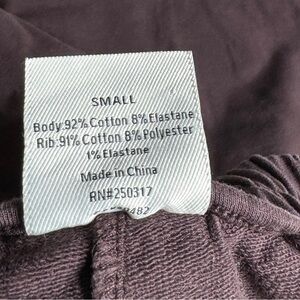 SMALL
Body:92% Cotton 8% Elastane
Rib:91% Cotton 8% Polyester
1% Elastane
Made in China
RN#250317